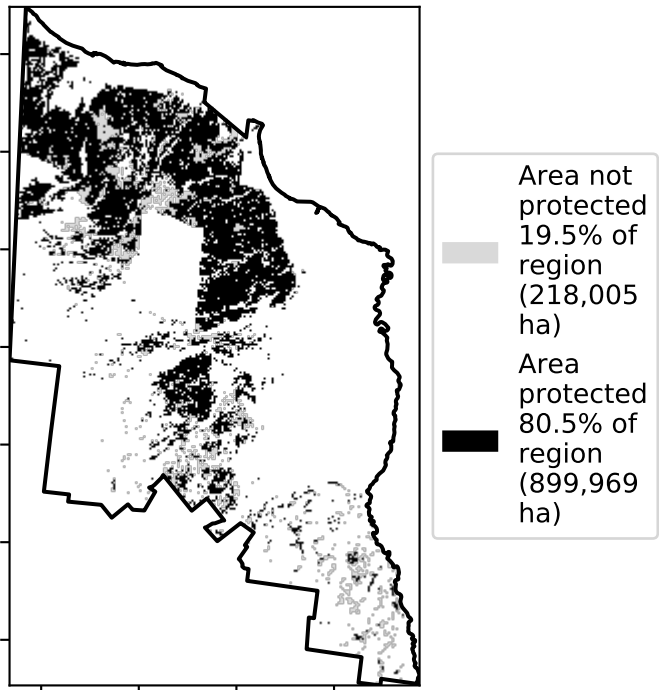 Area not
protected
19.5% of
region
(218,005
ha)
Area
protected
80.5% of
region
(899,969
ha)